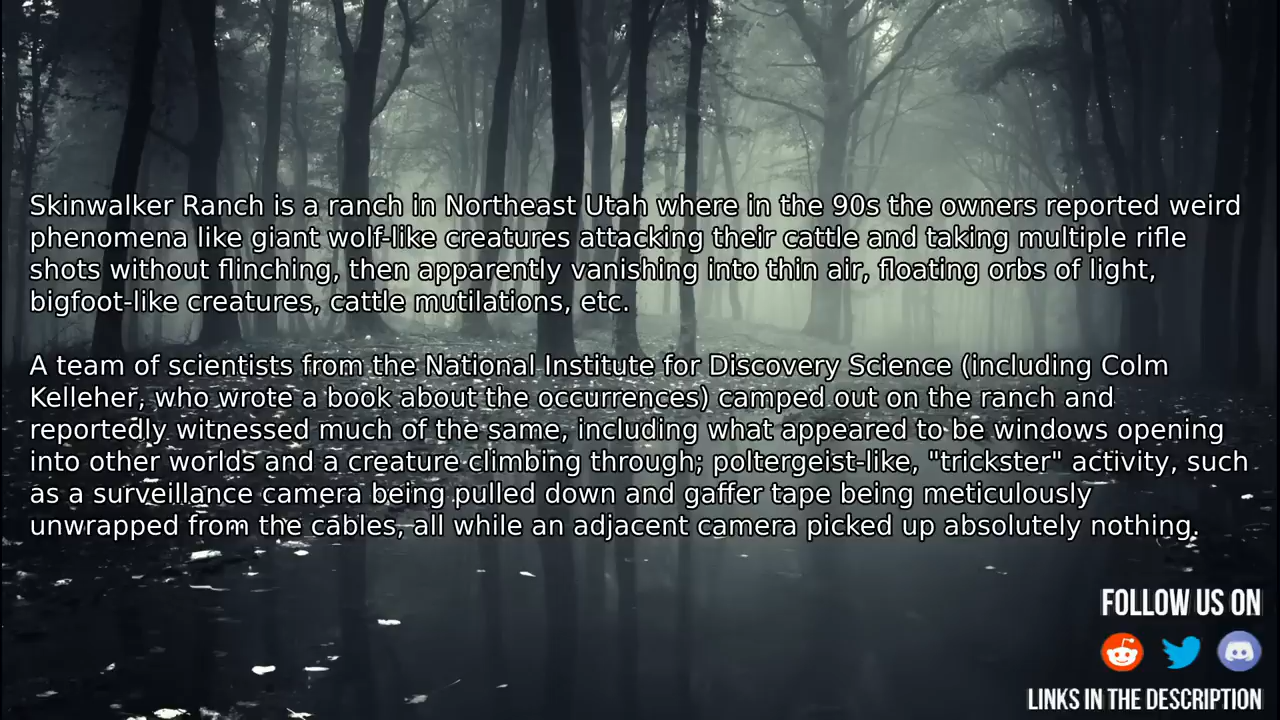 Skinwalker Ranch is a ranch in Northeast Utah where in the 90s the owners reported weird
phenomena like giant wolf-like creatures attacking their cattle and taking multiple rifle
shots without flinching, then apparently vanishing into thin air, floating orbs of light,
bigfoot-like creatures, cattle mutilations, etc.
A team of scientists from the National Institute for Discovery Science (including Colm
Kelleher, who wrote a book about the occurrences) camped out on the ranch and
reportedly witnessed much of the same, including what appeared to be windows opening
into other worlds and a creature climbing through; poltergeist-like, "trickster" activity, such
as a surveillance camera being pulled down and gaffer tape being meticulously
unwrapped from the cables, all while an adjacent camera picked up absolutely nothing.
FOLLOW US ON
LINKS IN THE DESCRIPTION